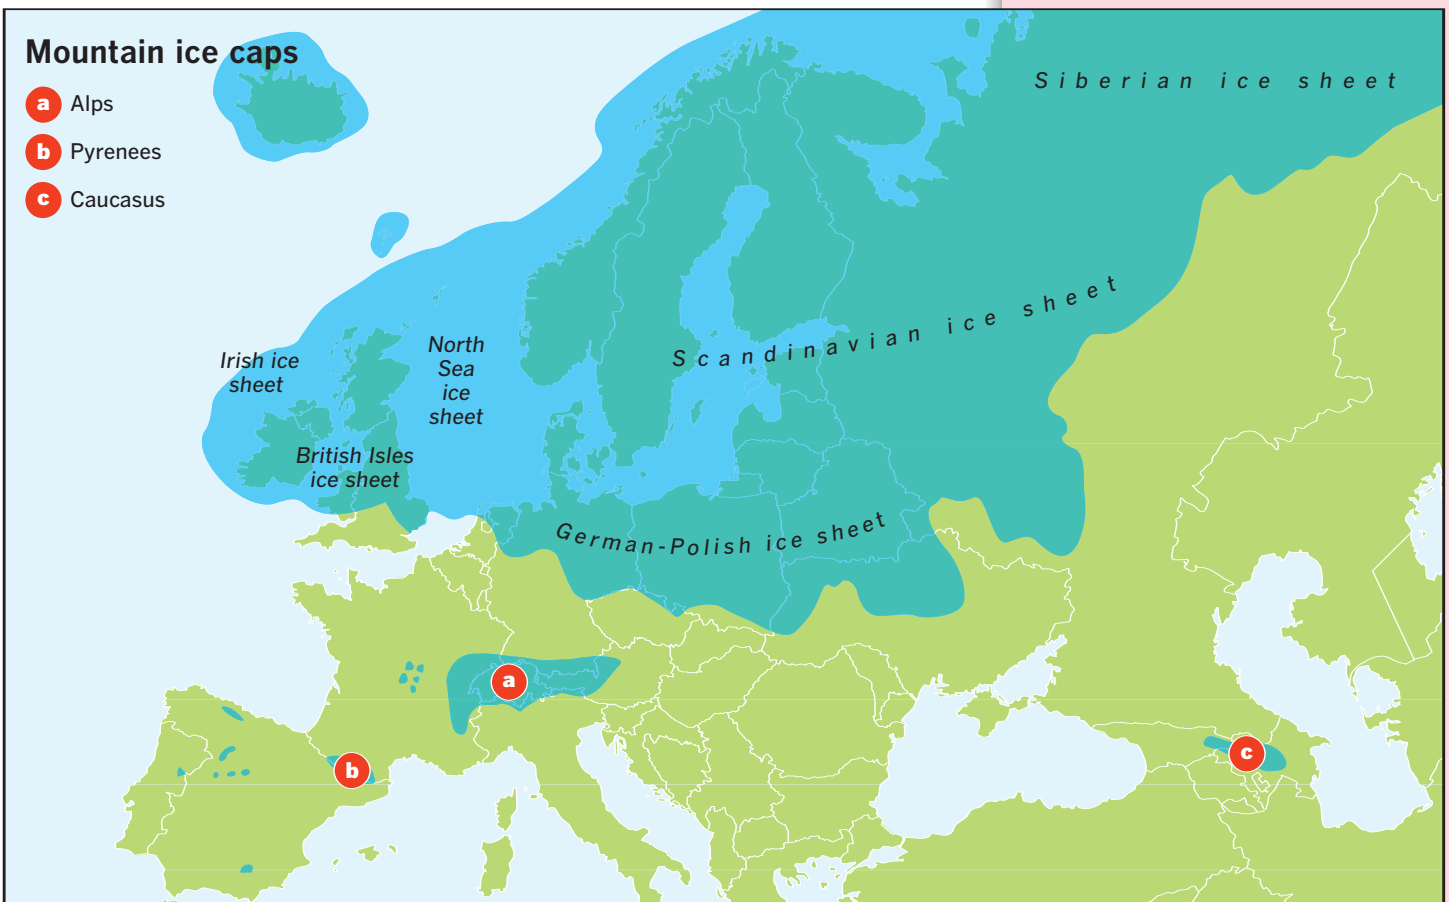 Mountain ice caps
a Alps
b Pyrenees
c Caucasus
Siberian ice sheet
Scandinavian ice sheet
North
Sea
ice
sheet
Irish ice
sheet
British Isles
ice sheet
German-Polish ice sheet
a
b
c